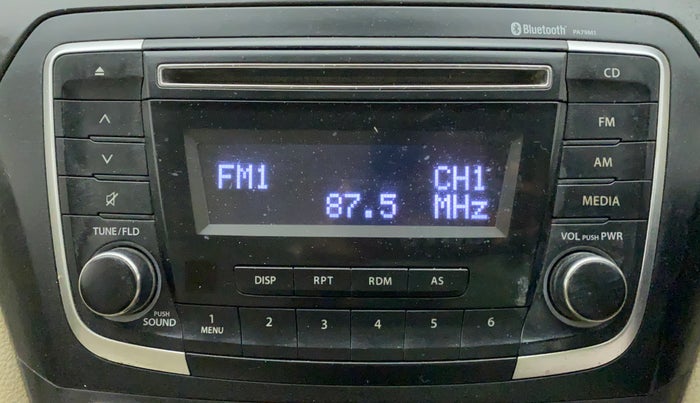 Bluetooth PA79M1
CD
FM
AM
MEDIA
FM1 CH1
87.5 MHz
TUNE/FLD
VOL PUSH PWR
DISP RPT RDM AS
PUSH
SOUND
1 2 3 4 5 6
MENU